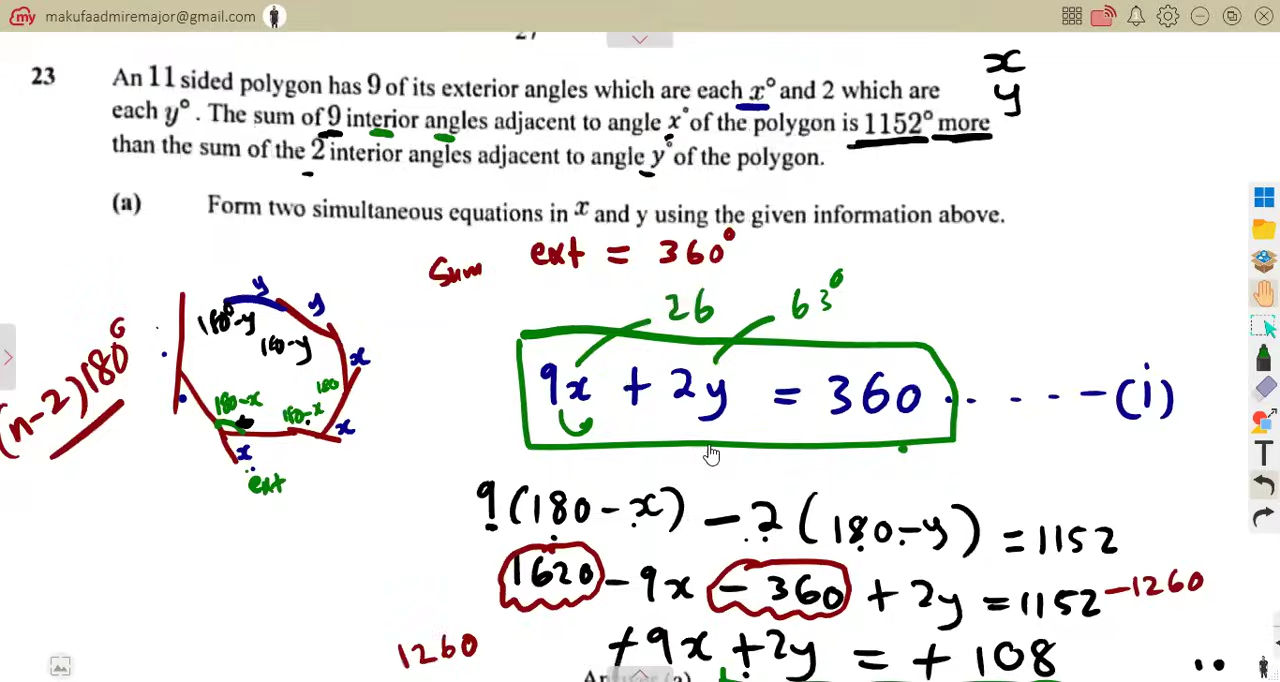 my makufaadmiremajor@gmail.com
27
23 An 11 sided polygon has 9 of its exterior angles which are each x° and 2 which are
each y°. The sum of 9 interior angles adjacent to angle x° of the polygon is 1152° more
than the sum of the 2 interior angles adjacent to angle y° of the polygon.
x
y
(a) Form two simultaneous equations in x and y using the given information above.
Sum ext = 360°
26 63°
9x + 2y = 360 . . . . - (i)
(n-2)180
y
y
180°-y
180-y
x
180
180-x
180-x
x
x
ext
9(180-x) - 2(180-y) = 1152
1620 - 9x - 360 + 2y = 1152 -1260
1260
+9x + 2y = + 108 ..